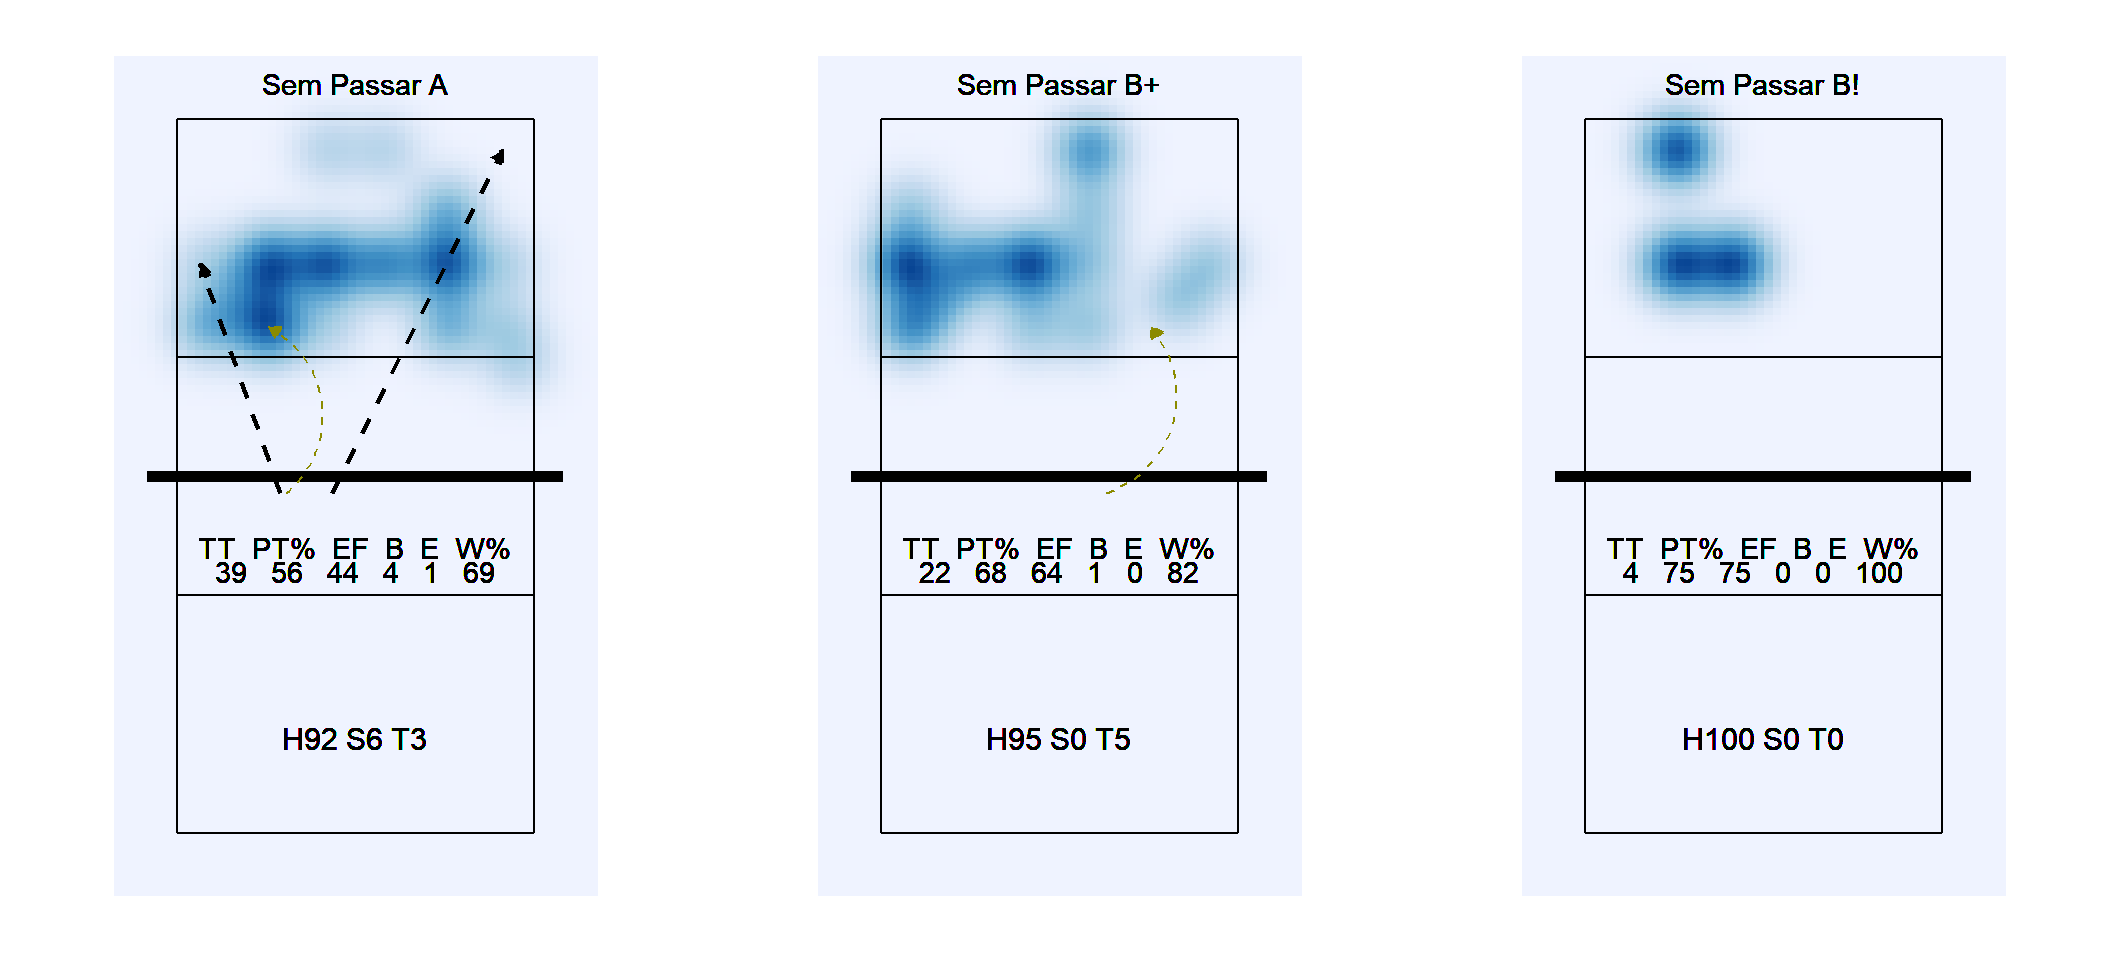 Sem Passar A
TT PT% EF B E W%
39 56 44 4 1 69
H92 S6 T3
Sem Passar B+
TT PT% EF B E W%
22 68 64 1 0 82
H95 S0 T5
Sem Passar B!
TT PT% EF B E W%
4 75 75 0 0 100
H100 S0 T0